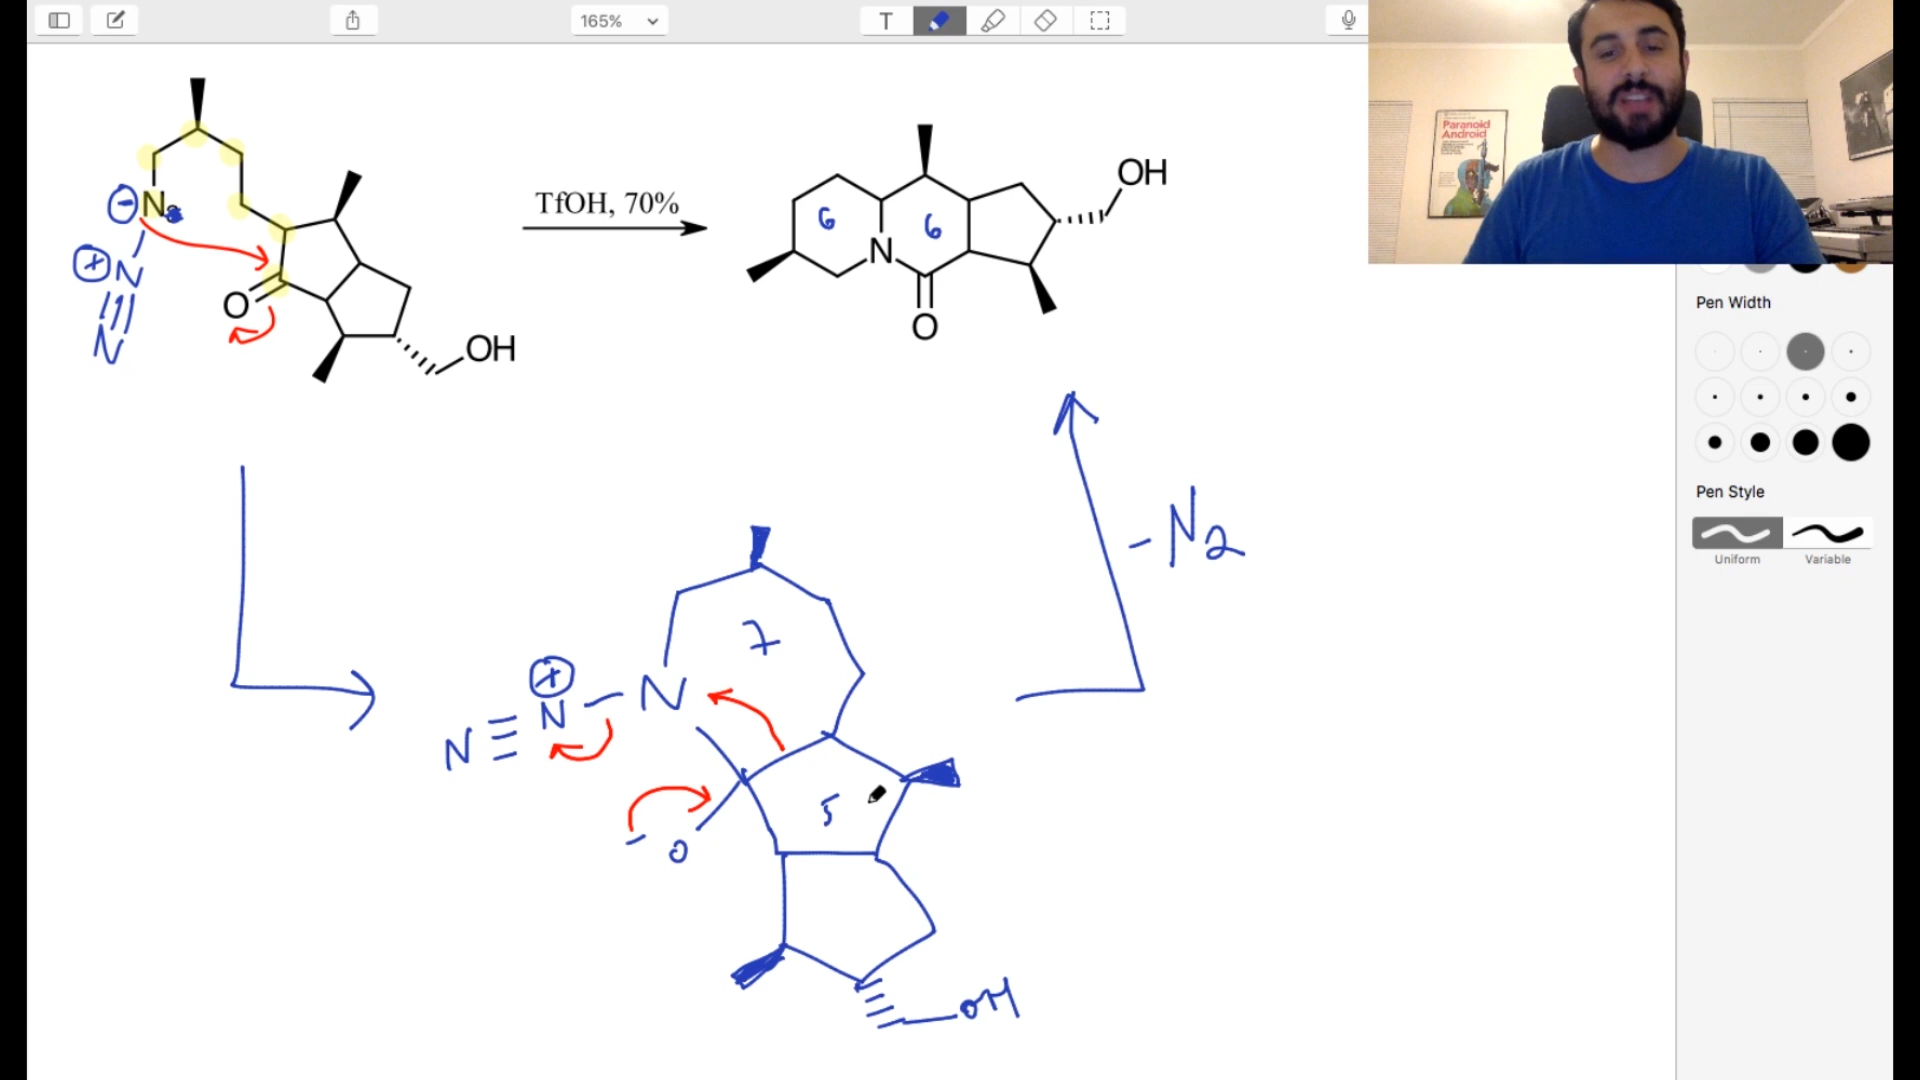 165%
T
Paranoid
Android
OH
TfOH, 70%
6
6
N
N
O
N
OH
O
N
Pen Width
Pen Style
Uniform
Variable
- N2
7
N ≡ N - N
5
- O
OH